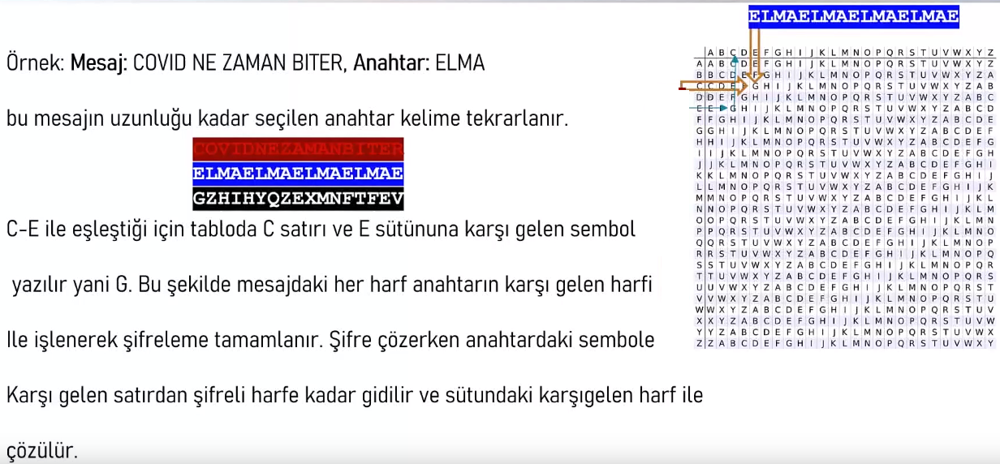 ELMAELMAELMAELMAE
Örnek: Mesaj: COVID NE ZAMAN BITER, Anahtar: ELMA
bu mesajın uzunluğu kadar seçilen anahtar kelime tekrarlanır.
COVIDNEZAMANBITER
ELMAELMAELMAELMAE
GZHIHYQZEXMNFTFEV
C-E ile eşleştiği için tabloda C satırı ve E sütünuna karşı gelen sembol
yazılır yani G. Bu şekilde mesajdaki her harf anahtarın karşı gelen harfi
Ile işlenerek şifreleme tamamlanır. Şifre çözerken anahtardaki sembole
Karşı gelen satırdan şifreli harfe kadar gidilir ve sütundaki karşıgelen harf ile
çözülür.
A B C D E F G H I J K L M N O P Q R S T U V W X Y Z
A A B C D E F G H I J K L M N O P Q R S T U V W X Y Z
B B C D E F G H I J K L M N O P Q R S T U V W X Y Z A
C C D E F G H I J K L M N O P Q R S T U V W X Y Z A B
D D E F G H I J K L M N O P Q R S T U V W X Y Z A B C
E E F G H I J K L M N O P Q R S T U V W X Y Z A B C D
F F G H I J K L M N O P Q R S T U V W X Y Z A B C D E
G G H I J K L M N O P Q R S T U V W X Y Z A B C D E F
H H I J K L M N O P Q R S T U V W X Y Z A B C D E F G
I I J K L M N O P Q R S T U V W X Y Z A B C D E F G H
J J K L M N O P Q R S T U V W X Y Z A B C D E F G H I
K K L M N O P Q R S T U V W X Y Z A B C D E F G H I J
L L M N O P Q R S T U V W X Y Z A B C D E F G H I J K
M M N O P Q R S T U V W X Y Z A B C D E F G H I J K L
N N O P Q R S T U V W X Y Z A B C D E F G H I J K L M
O O P Q R S T U V W X Y Z A B C D E F G H I J K L M N
P P Q R S T U V W X Y Z A B C D E F G H I J K L M N O
Q Q R S T U V W X Y Z A B C D E F G H I J K L M N O P
R R S T U V W X Y Z A B C D E F G H I J K L M N O P Q
S S T U V W X Y Z A B C D E F G H I J K L M N O P Q R
T T U V W X Y Z A B C D E F G H I J K L M N O P Q R S
U U V W X Y Z A B C D E F G H I J K L M N O P Q R S T
V V W X Y Z A B C D E F G H I J K L M N O P Q R S T U
W W X Y Z A B C D E F G H I J K L M N O P Q R S T U V
X X Y Z A B C D E F G H I J K L M N O P Q R S T U V W
Y Y Z A B C D E F G H I J K L M N O P Q R S T U V W X
Z Z A B C D E F G H I J K L M N O P Q R S T U V W X Y